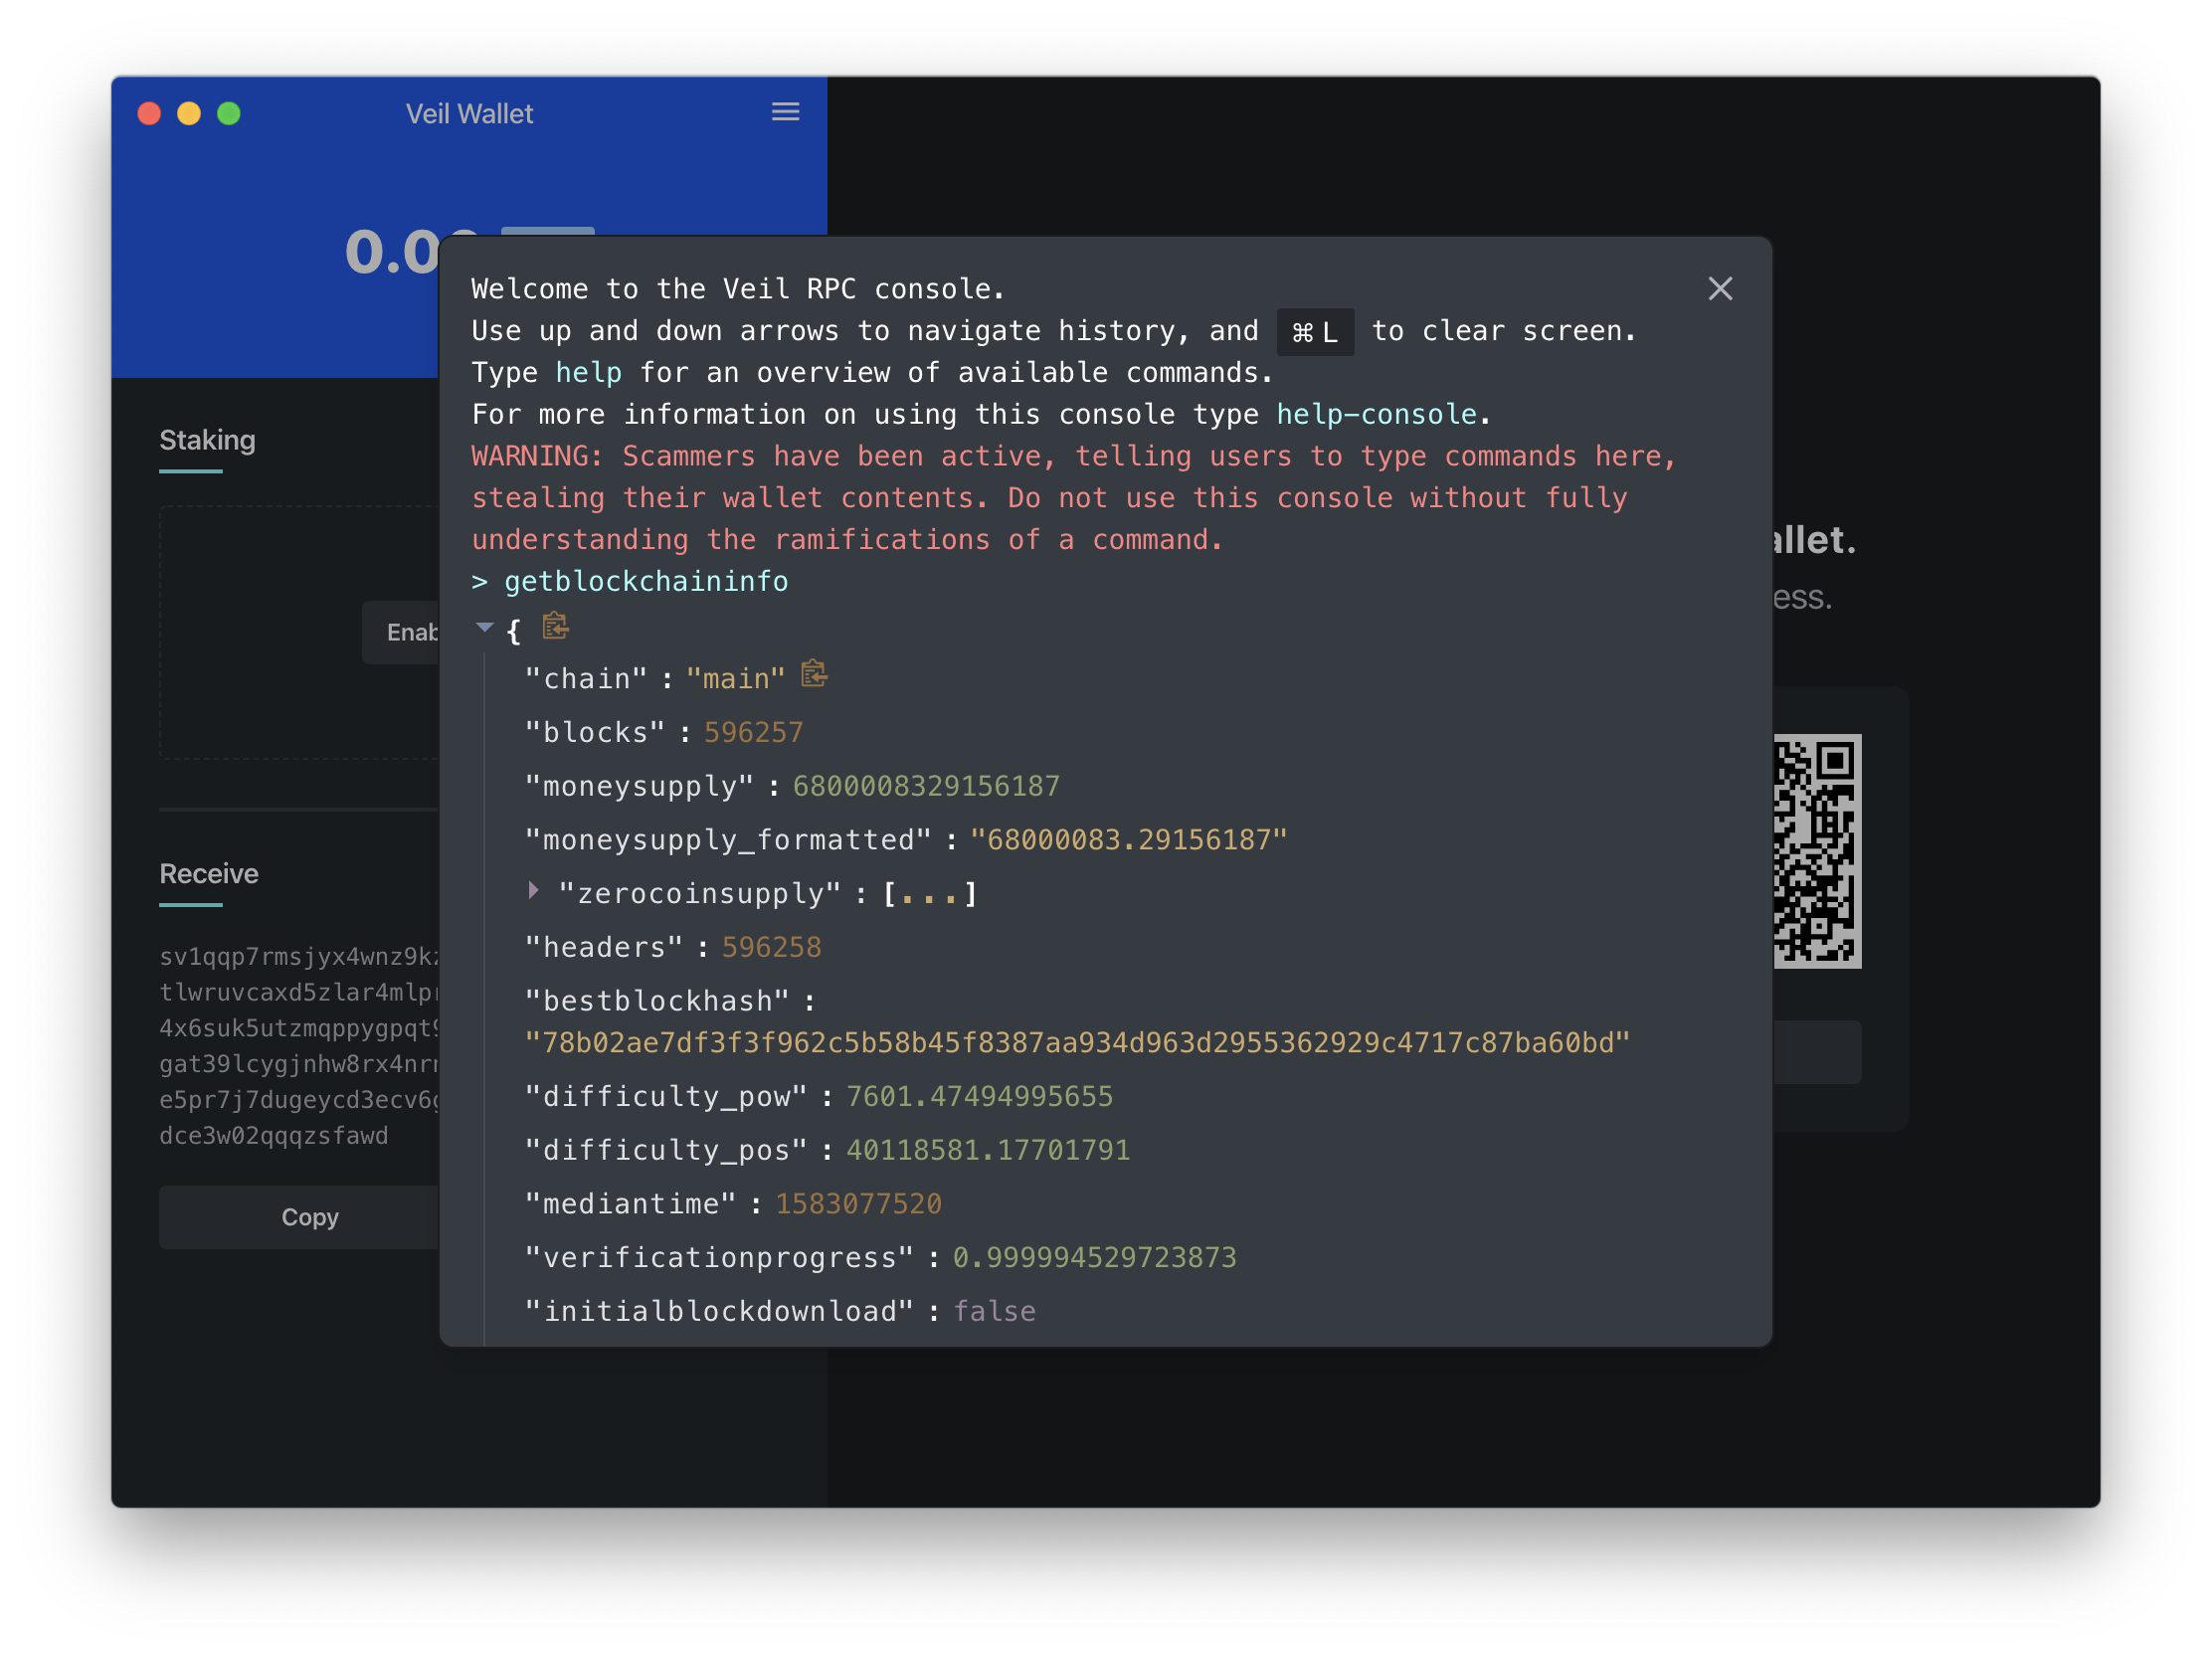 Veil Wallet
0.0
Welcome to the Veil RPC console.
Use up and down arrows to navigate history, and ⌘ L to clear screen.
Type help for an overview of available commands.
For more information on using this console type help-console.
WARNING: Scammers have been active, telling users to type commands here,
stealing their wallet contents. Do not use this console without fully
understanding the ramifications of a command.
> getblockchaininfo
{
"chain" : "main"
"blocks" : 596257
"moneysupply" : 6800008329156187
"moneysupply_formatted" : "68000083.29156187"
"zerocoinsupply" : [...]
"headers" : 596258
"bestblockhash" :
"78b02ae7df3f3f962c5b58b45f8387aa934d963d2955362929c4717c87ba60bd"
"difficulty_pow" : 7601.47494995655
"difficulty_pos" : 40118581.17701791
"mediantime" : 1583077520
"verificationprogress" : 0.999994529723873
"initialblockdownload" : false
Staking
Enab
Receive
sv1qqp7rmsjyx4wnz9kz
tlwruvcaxd5zlar4mlp
4x6suk5utzmqppygpqt9
gat39lcygjnhw8rx4nr
e5pr7j7dugeycd3ecv6g
dce3w02qqqzsfawd
Copy
allet.
ess.